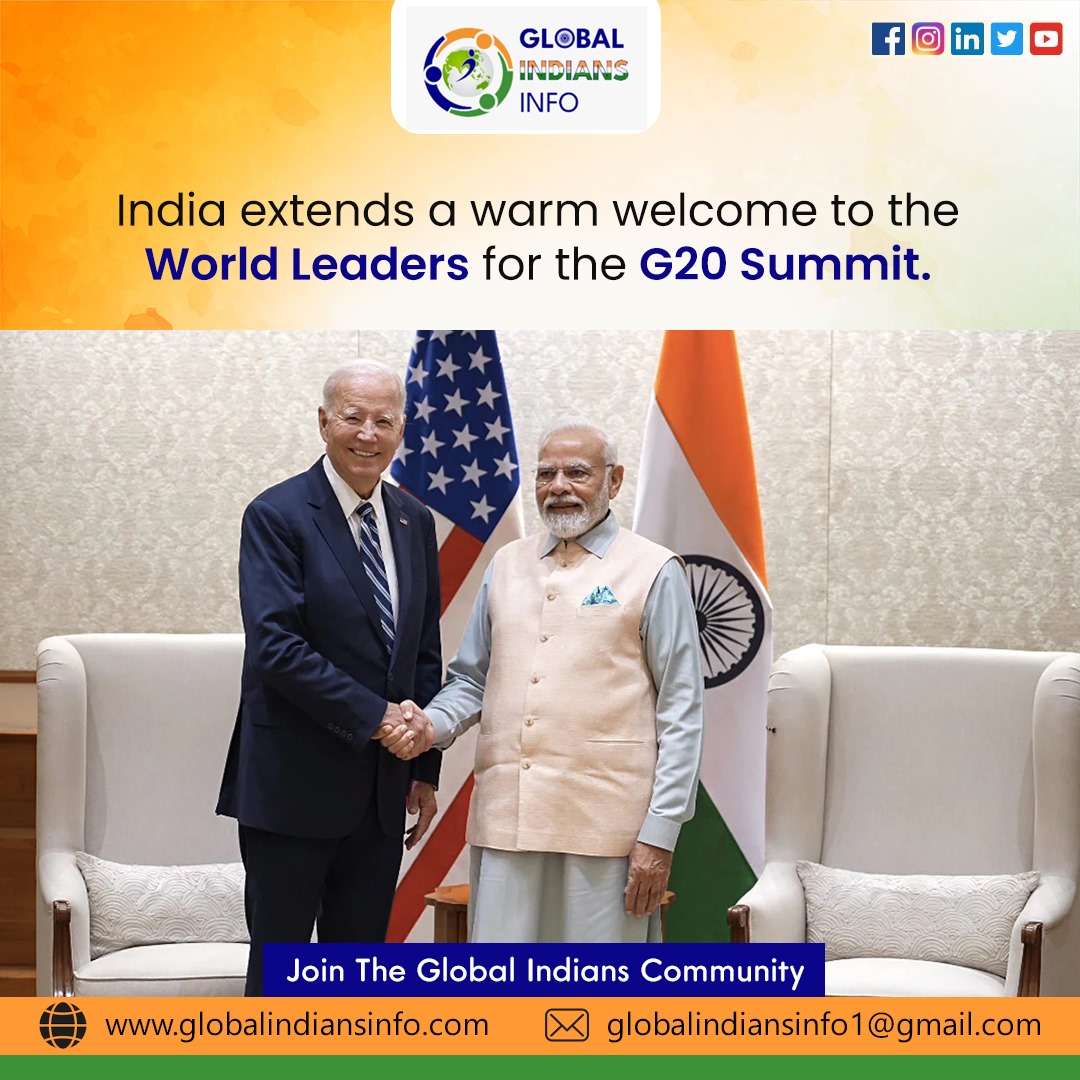 GLOBAL
INDIANS
INFO
India extends a warm welcome to the
World Leaders for the G20 Summit.
Join The Global Indians Community
www.globalindiansinfo.com
globalindiansinfo1@gmail.com